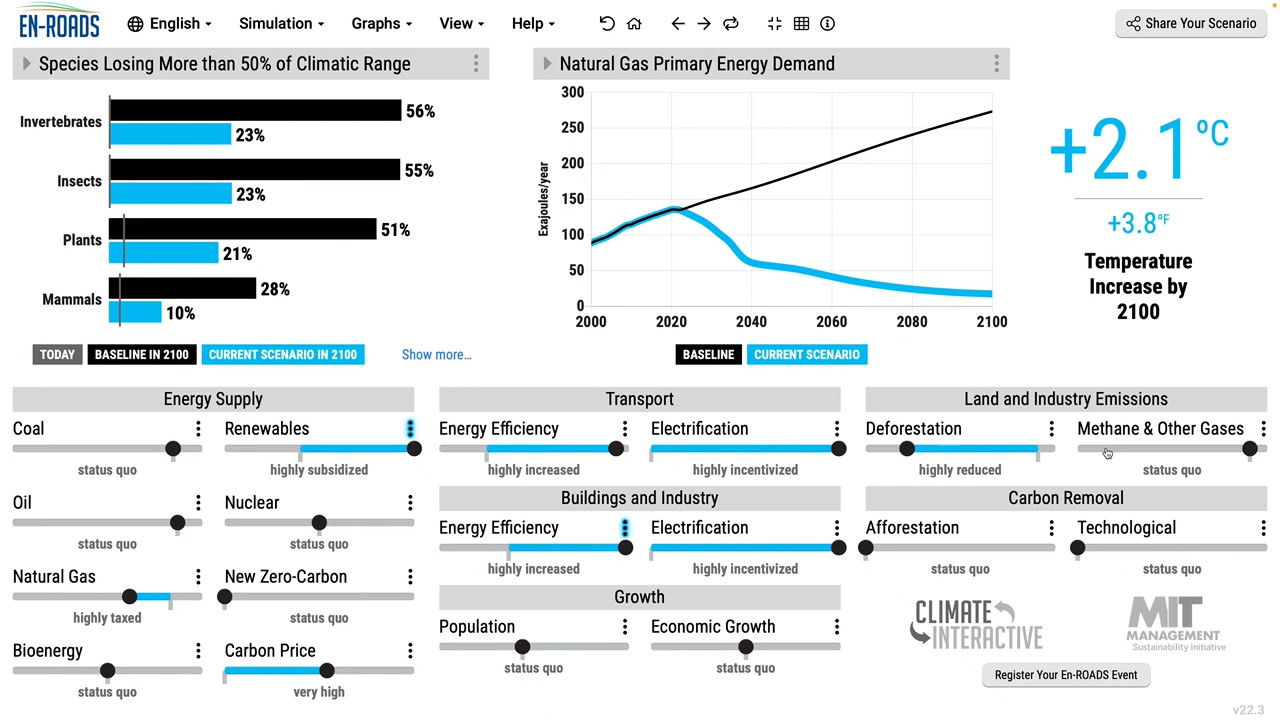 EN-ROADS
English
Simulation
Graphs
View
Help
Share Your Scenario
Species Losing More than 50% of Climatic Range
Invertebrates
56%
23%
Insects
55%
23%
Plants
51%
21%
Mammals
28%
10%
TODAY
BASELINE IN 2100
CURRENT SCENARIO IN 2100
Show more...
Natural Gas Primary Energy Demand
Exajoules/year
300
250
200
150
100
50
0
2000
2020
2040
2060
2080
2100
BASELINE
CURRENT SCENARIO
+2.1 °C
+3.8°F
Temperature
Increase by
2100
Energy Supply
Coal
status quo
Renewables
highly subsidized
Oil
status quo
Nuclear
status quo
Natural Gas
highly taxed
New Zero-Carbon
status quo
Bioenergy
status quo
Carbon Price
very high
Transport
Energy Efficiency
highly increased
Electrification
highly incentivized
Buildings and Industry
Energy Efficiency
highly increased
Electrification
highly incentivized
Growth
Population
status quo
Economic Growth
status quo
Land and Industry Emissions
Deforestation
highly reduced
Methane & Other Gases
status quo
Carbon Removal
Afforestation
status quo
Technological
status quo
CLIMATE
INTERACTIVE
MIT
MANAGEMENT
Sustainability Initiative
Register Your En-ROADS Event
v22.3